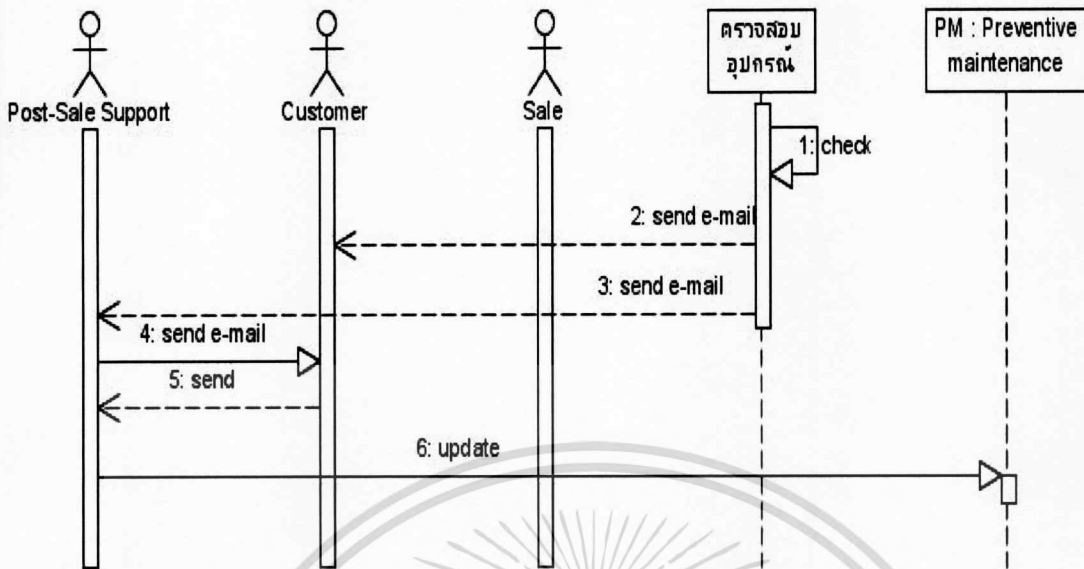 ตรวจสอบ
อุปกรณ์
PM : Preventive
maintenance
Post-Sale Support
Customer
Sale
1: check
2: send e-mail
3: send e-mail
4: send e-mail
5: send
6: update